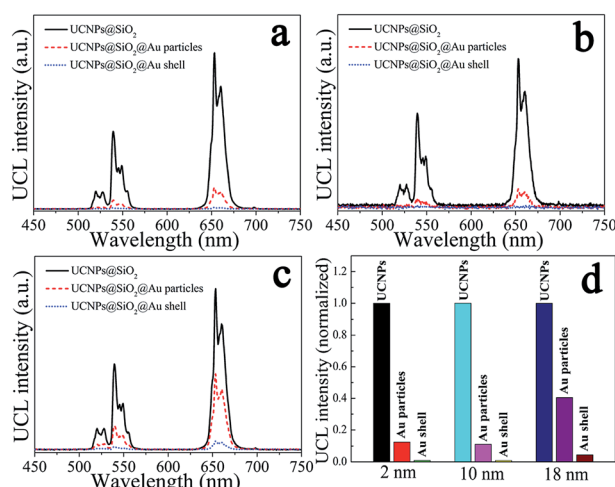 a
UCNPs@SiO₂
UCNPs@SiO₂@Au particles
UCNPs@SiO₂@Au shell
UCL intensity (a.u.)
450 500 550 600 650 700 750
Wavelength (nm)
b
UCNPs@SiO₂
UCNPs@SiO₂@Au particles
UCNPs@SiO₂@Au shell
UCL intensity (a.u.)
450 500 550 600 650 700 750
Wavelength (nm)
c
UCNPs@SiO₂
UCNPs@SiO₂@Au particles
UCNPs@SiO₂@Au shell
UCL intensity (a.u.)
450 500 550 600 650 700 750
Wavelength (nm)
d
UCL intensity (normalized)
1.2
1.0
0.8
0.6
0.4
0.2
0.0
UCNPs
Au particles
Au shell
UCNPs
Au particles
Au shell
UCNPs
Au particles
Au shell
2 nm 10 nm 18 nm